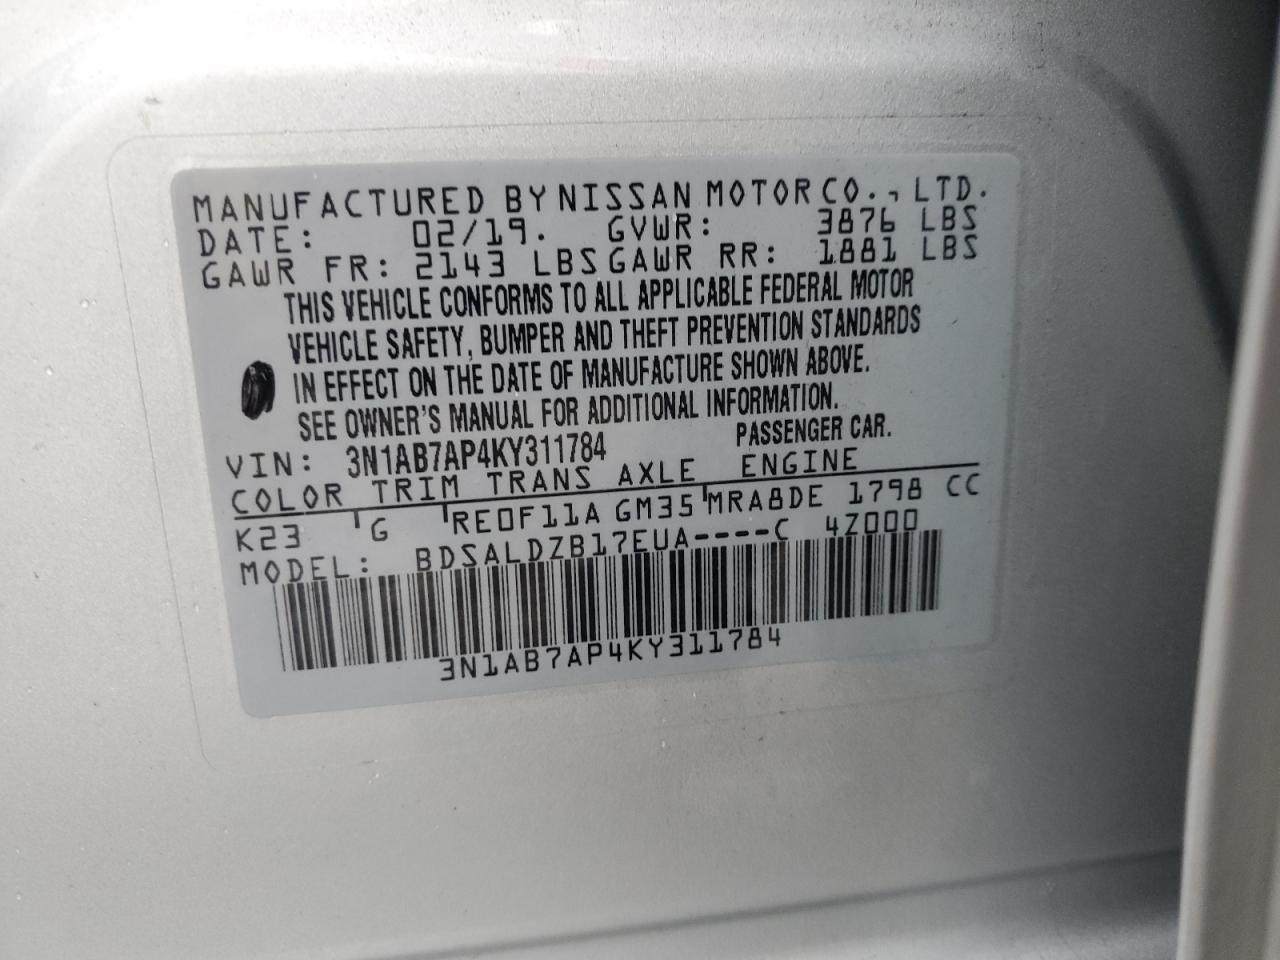 MANUFACTURED BY NISSAN MOTOR CO., LTD.
DATE: 02/19. GVWR: 3876 LBS
GAWR FR: 2143 LBS GAWR RR: 1881 LBS
THIS VEHICLE CONFORMS TO ALL APPLICABLE FEDERAL MOTOR
VEHICLE SAFETY, BUMPER AND THEFT PREVENTION STANDARDS
IN EFFECT ON THE DATE OF MANUFACTURE SHOWN ABOVE.
SEE OWNER'S MANUAL FOR ADDITIONAL INFORMATION.
VIN: 3N1AB7AP4KY311784 PASSENGER CAR.
COLOR TRIM TRANS AXLE ENGINE
K23 G RE0F11A GM35 MRA8DE 1798 CC
MODEL: BDSALDZB17EUA----C 4Z000
3N1AB7AP4KY311784